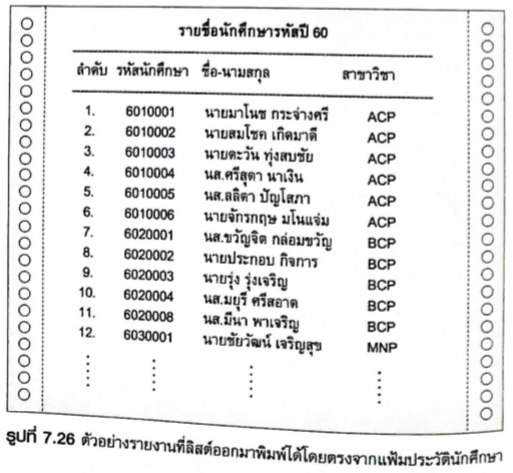 รายชื่อนักศึกษารหัสปี 60
ลำดับ รหัสนักศึกษา ชื่อ-นามสกุล สาขาวิชา
1. 6010001 นายมาโนช กระจ่างศรี ACP
2. 6010002 นายสมโชค เกิดมาดี ACP
3. 6010003 นายตะวัน ทุ่งสบชัย ACP
4. 6010004 นส.ศรีสุดา นาเงิน ACP
5. 6010005 นส.ลลิตา ปัญโสภา ACP
6. 6010006 นายจักรกฤษ มโนแจ่ม ACP
7. 6020001 นส.ขวัญจิต กล่อมขวัญ BCP
8. 6020002 นายประกอบ กิจการ BCP
9. 6020003 นายรุ่ง รุ่งเจริญ BCP
10. 6020004 นส.มยุรี ศรีสอาด BCP
11. 6020008 นส.มีนา พาเจริญ BCP
12. 6030001 นายชัยวัฒน์ เจริญสุข MNP
รูปที่ 7.26 ตัวอย่างรายงานที่ลิสต์ออกมาพิมพ์ได้โดยตรงจากแฟ้มประวัตินักศึกษา